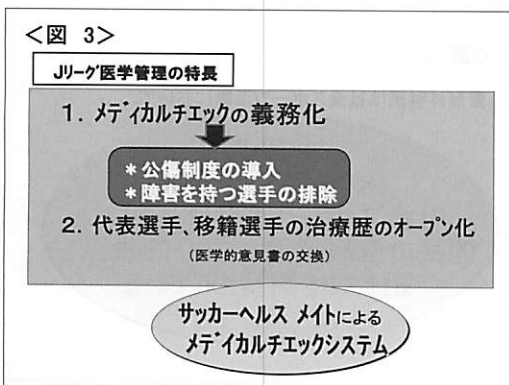 <図 3>
Jリーグ医学管理の特長
1. メディカルチエックの義務化
*公傷制度の導入
*障害を持つ選手の排除
2. 代表選手、移籍選手の治療歴のオープン化
(医学的意見書の交換)
サッカーヘルス メイトによる
メディカルチエックシステム